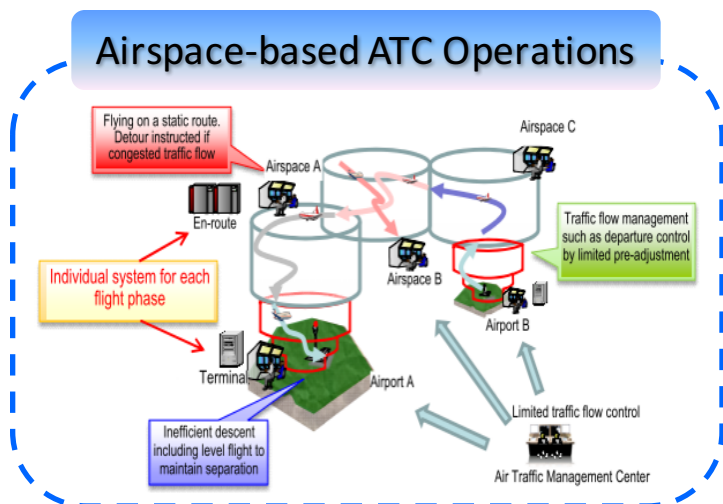 Airspace-based ATC Operations
Flying on a static route.
Detour instructed if
congested traffic flow
Airspace A
Airspace C
En-route
Traffic flow management
such as departure control
by limited pre-adjustment
Individual system for each
flight phase
Airspace B
Airport B
Terminal
Airport A
Inefficient descent
including level flight to
maintain separation
Limited traffic flow control
Air Traffic Management Center